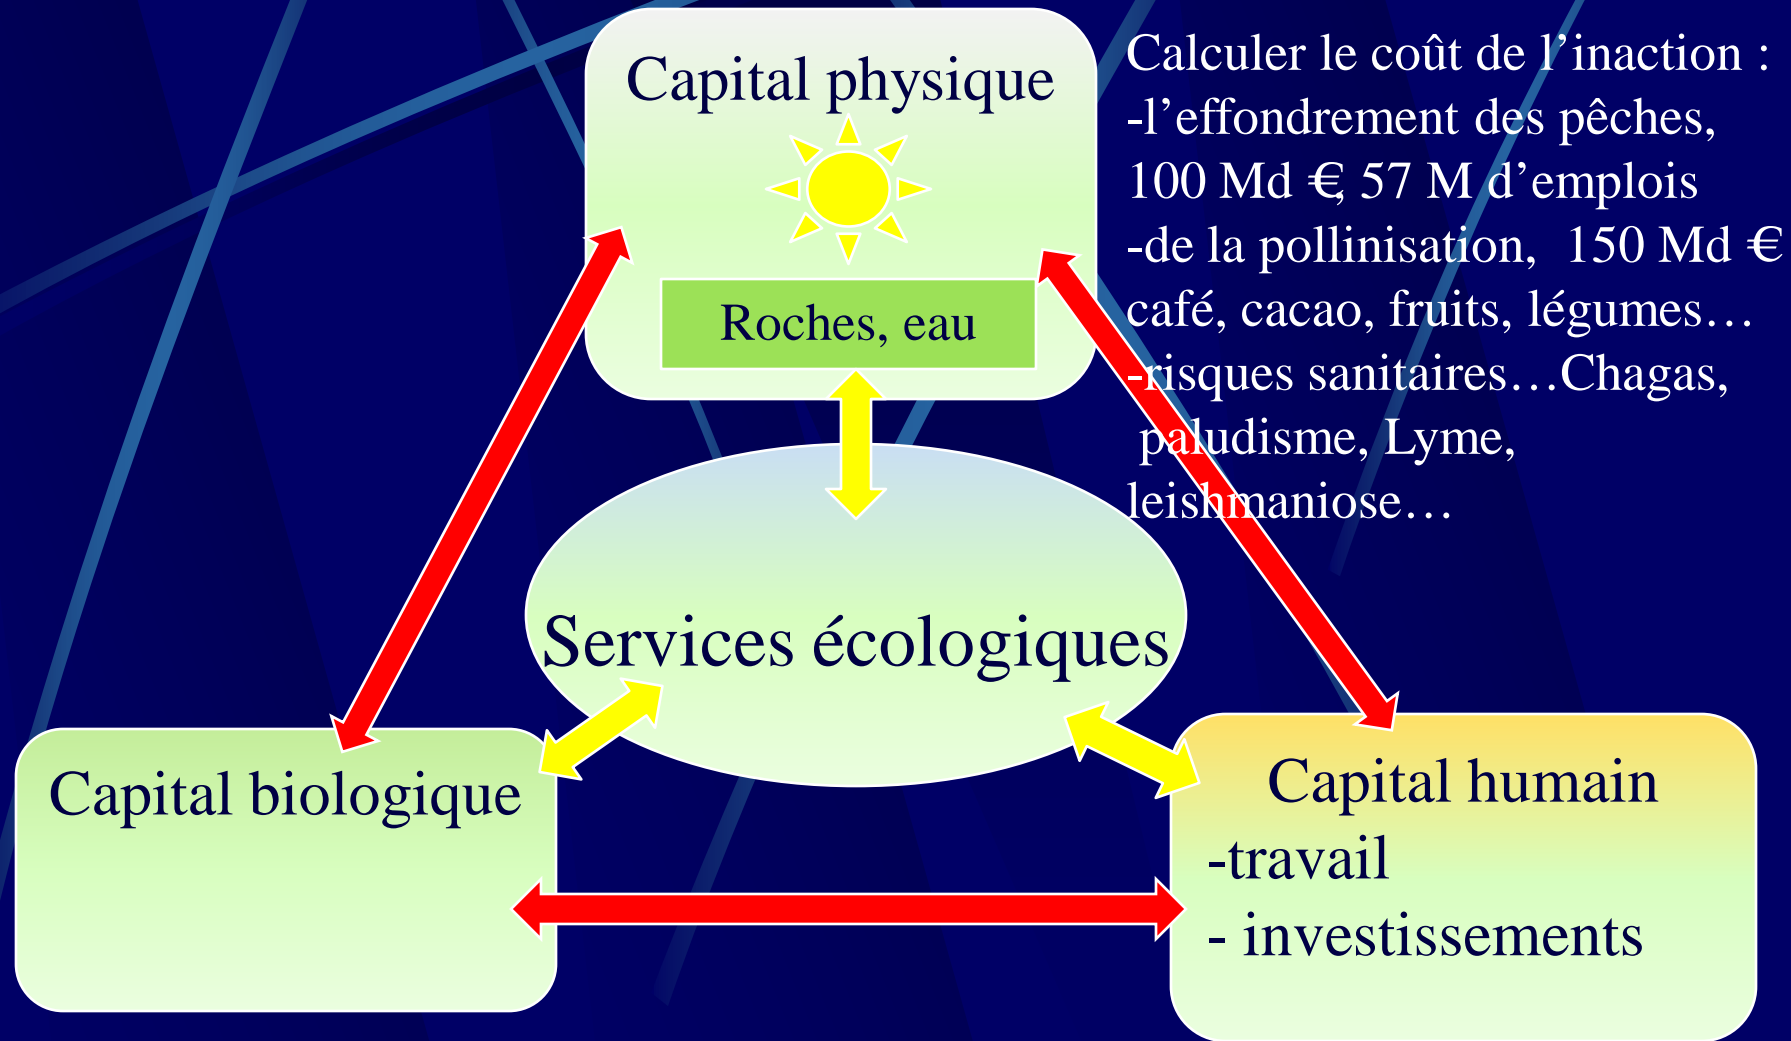 Capital physique
Roches, eau
Calculer le coût de l’inaction :
-l’effondrement des pêches,
100 Md €, 57 M d’emplois
-de la pollinisation, 150 Md €
café, cacao, fruits, légumes…
-risques sanitaires…Chagas,
paludisme, Lyme,
leishmaniose…
Services écologiques
Capital biologique
Capital humain
-travail
- investissements